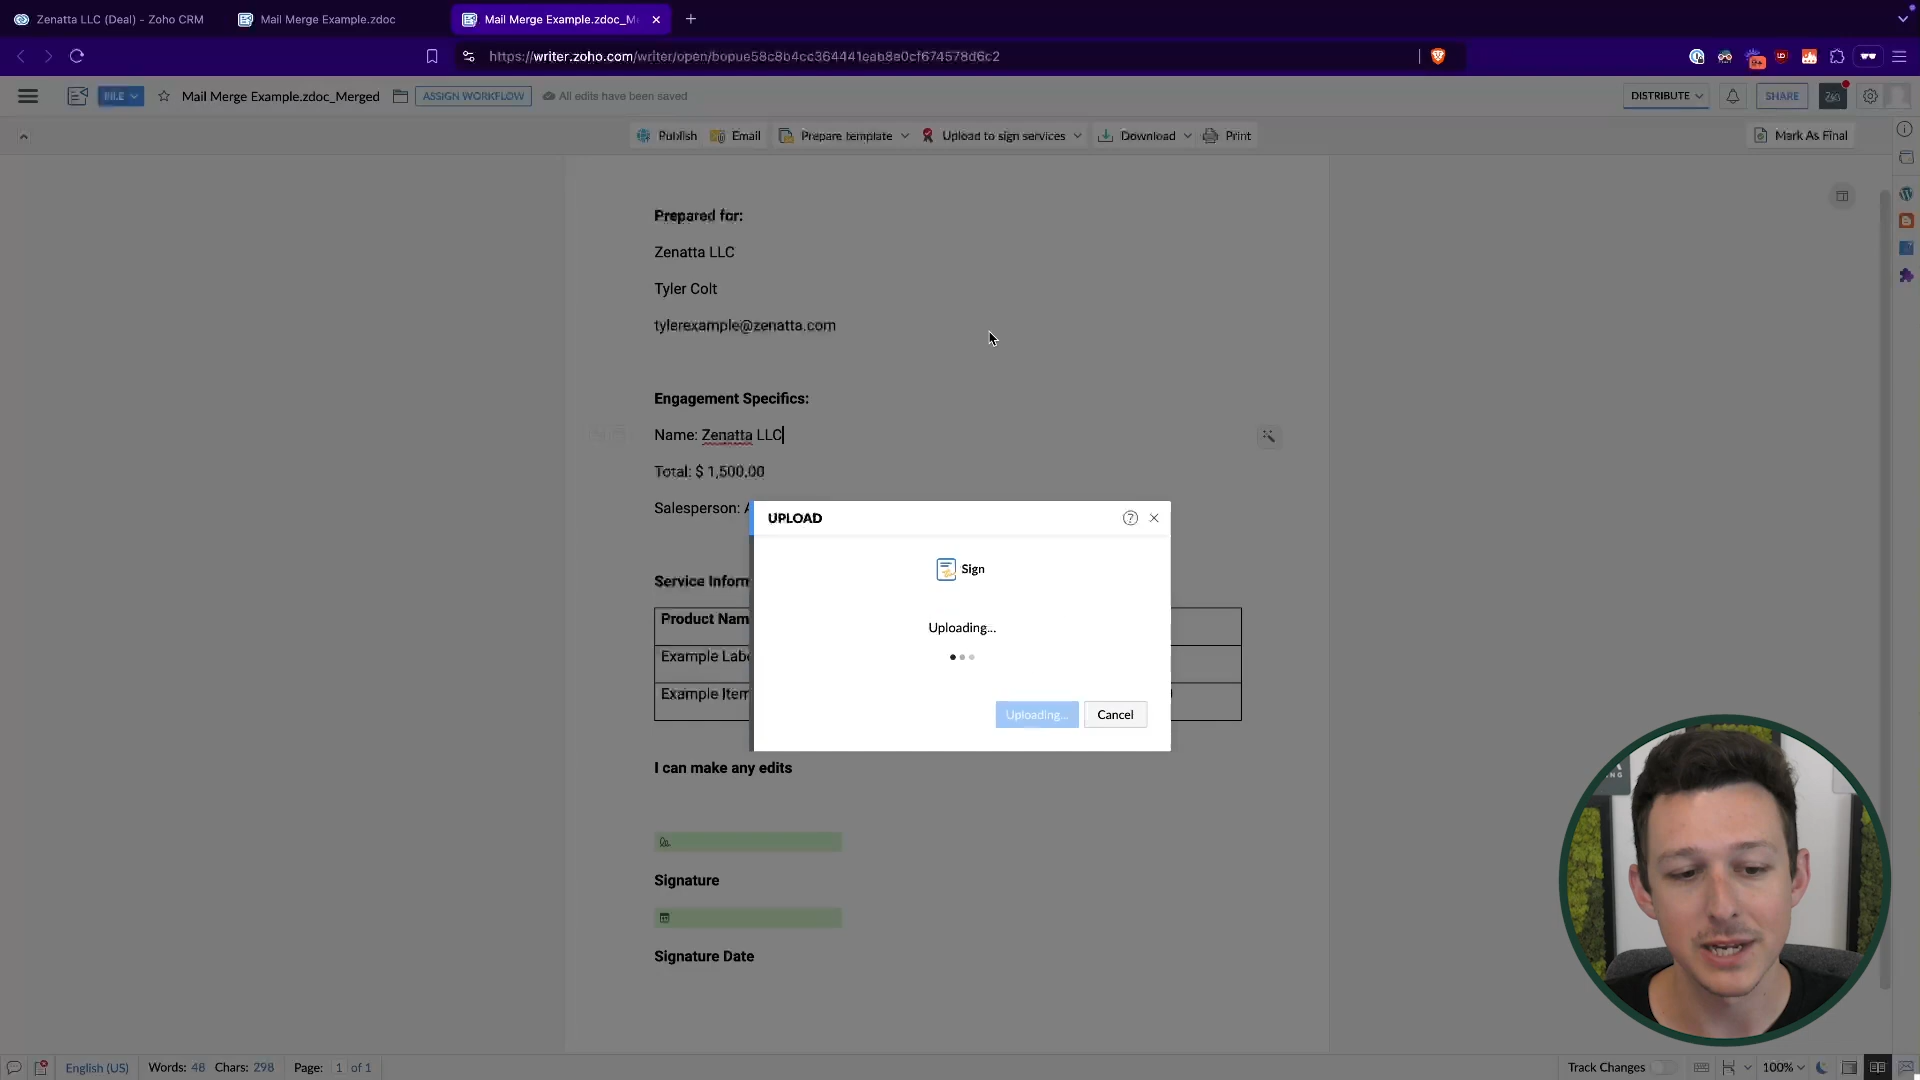 Zenatta LLC (Deal) - Zoho CRM
Mail Merge Example.zdoc
Mail Merge Example.zdoc_Me
https://writer.zoho.com/writer/open/bopue58c8b4cc364441eab8e0cf674578d6c2
9+
FILE
Mail Merge Example.zdoc_Merged
ASSIGN WORKFLOW
All edits have been saved
DISTRIBUTE
SHARE
Zen
Publish
Email
Prepare template
Upload to sign services
Download
Print
Mark As Final
Prepared for:
Zenatta LLC
Tyler Colt
tylerexample@zenatta.com
Engagement Specifics:
Name: Zenatta LLC
Total: $ 1,500.00
Salesperson: A
Service Inform
Product Nam
Example Labo
Example Item
UPLOAD
Sign
Uploading...
Uploading...
Cancel
I can make any edits
Signature
Signature Date
English (US)
Words: 48
Chars: 298
Page: 1 of 1
Track Changes
100%